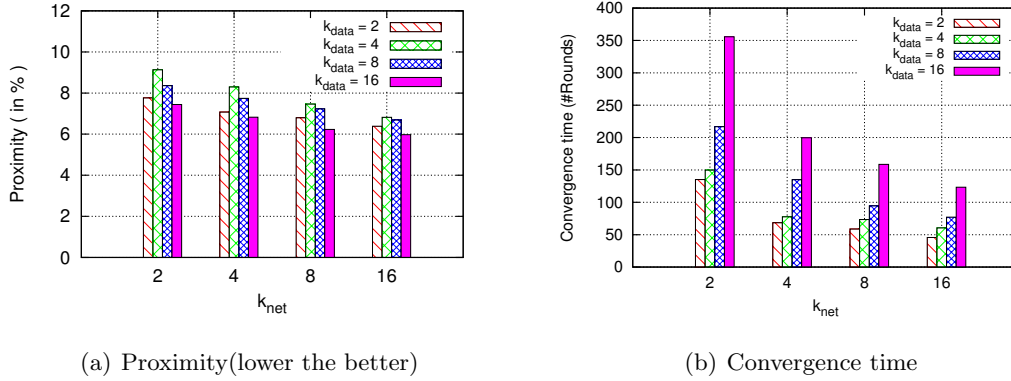 12
10
8
6
4
2
0
Proximity ( in % )
k_data = 2
k_data = 4
k_data = 8
k_data = 16
2 4 8 16
k_net
(a) Proximity(lower the better)
400
350
300
250
200
150
100
50
0
Convergence time (#Rounds)
k_data = 2
k_data = 4
k_data = 8
k_data = 16
2 4 8 16
k_net
(b) Convergence time